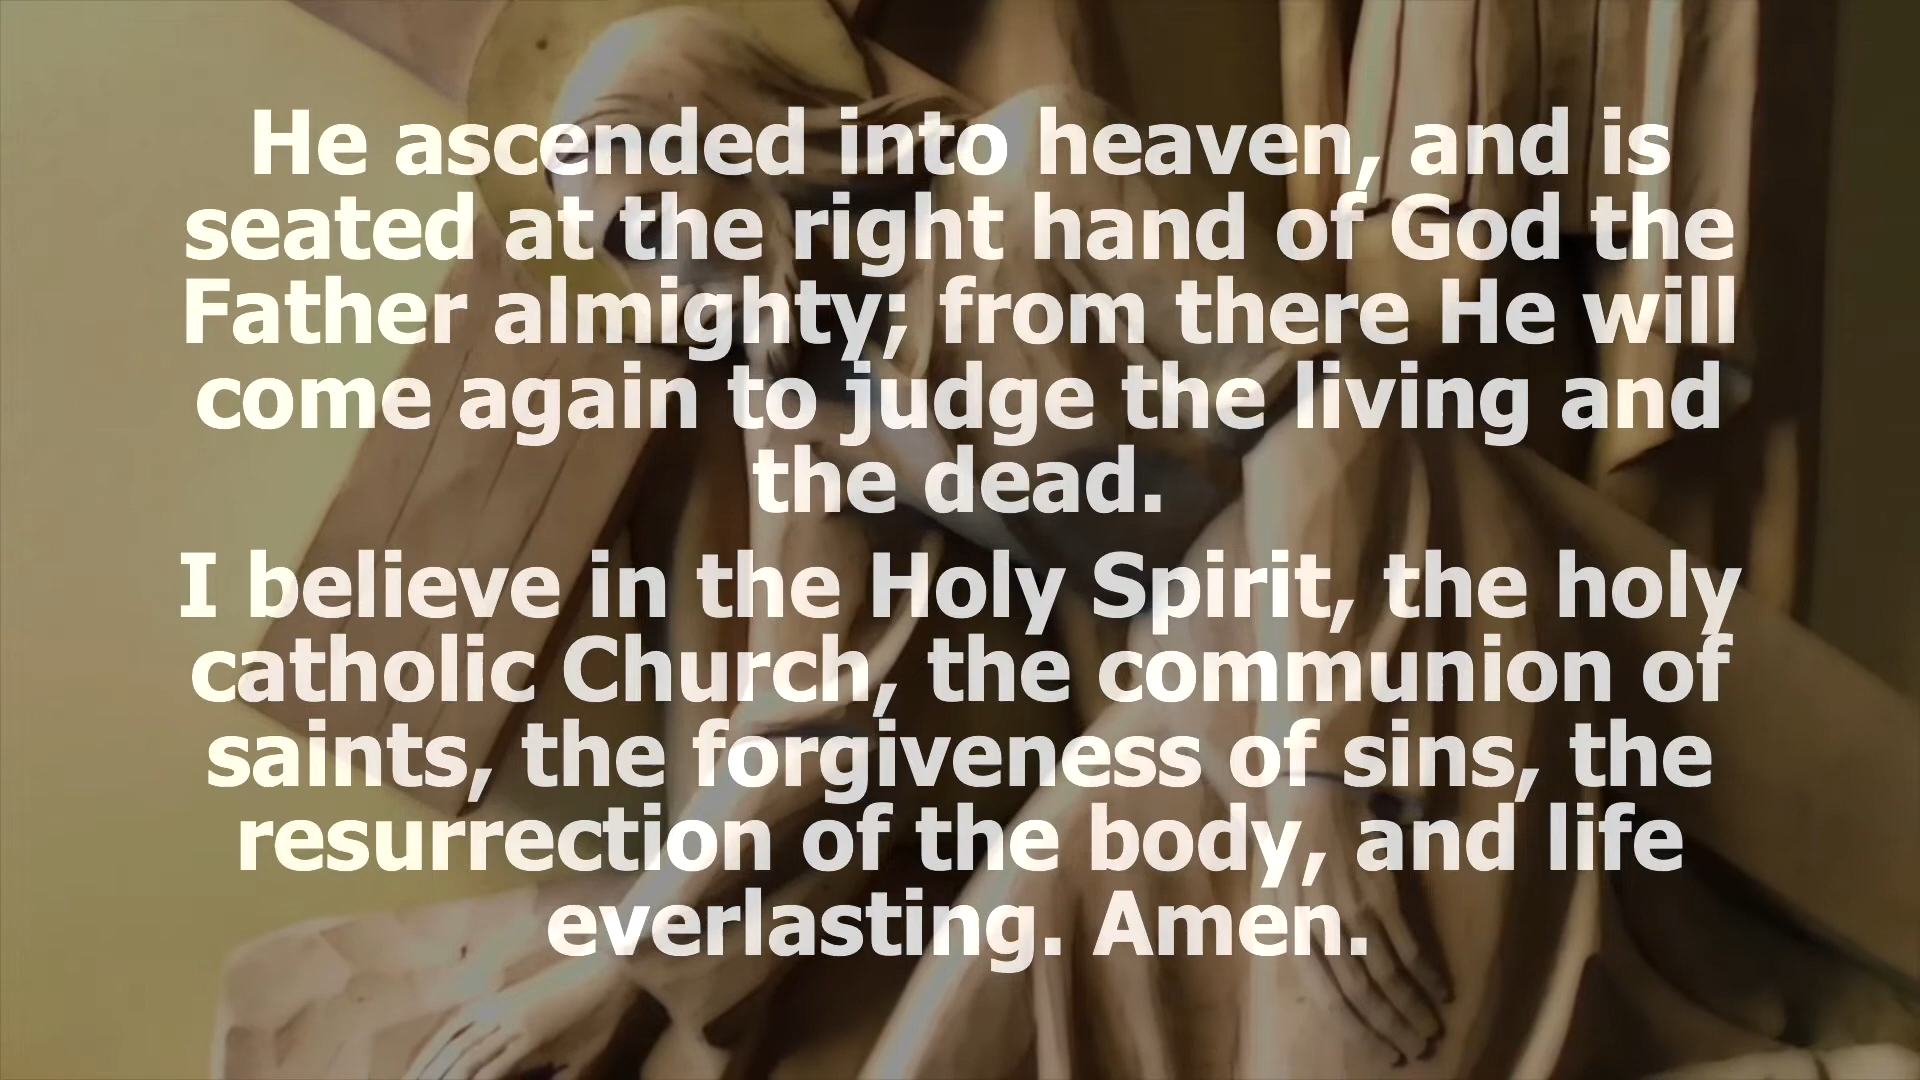 He ascended into heaven, and is
seated at the right hand of God the
Father almighty; from there He will
come again to judge the living and
the dead.
I believe in the Holy Spirit, the holy
catholic Church, the communion of
saints, the forgiveness of sins, the
resurrection of the body, and life
everlasting. Amen.